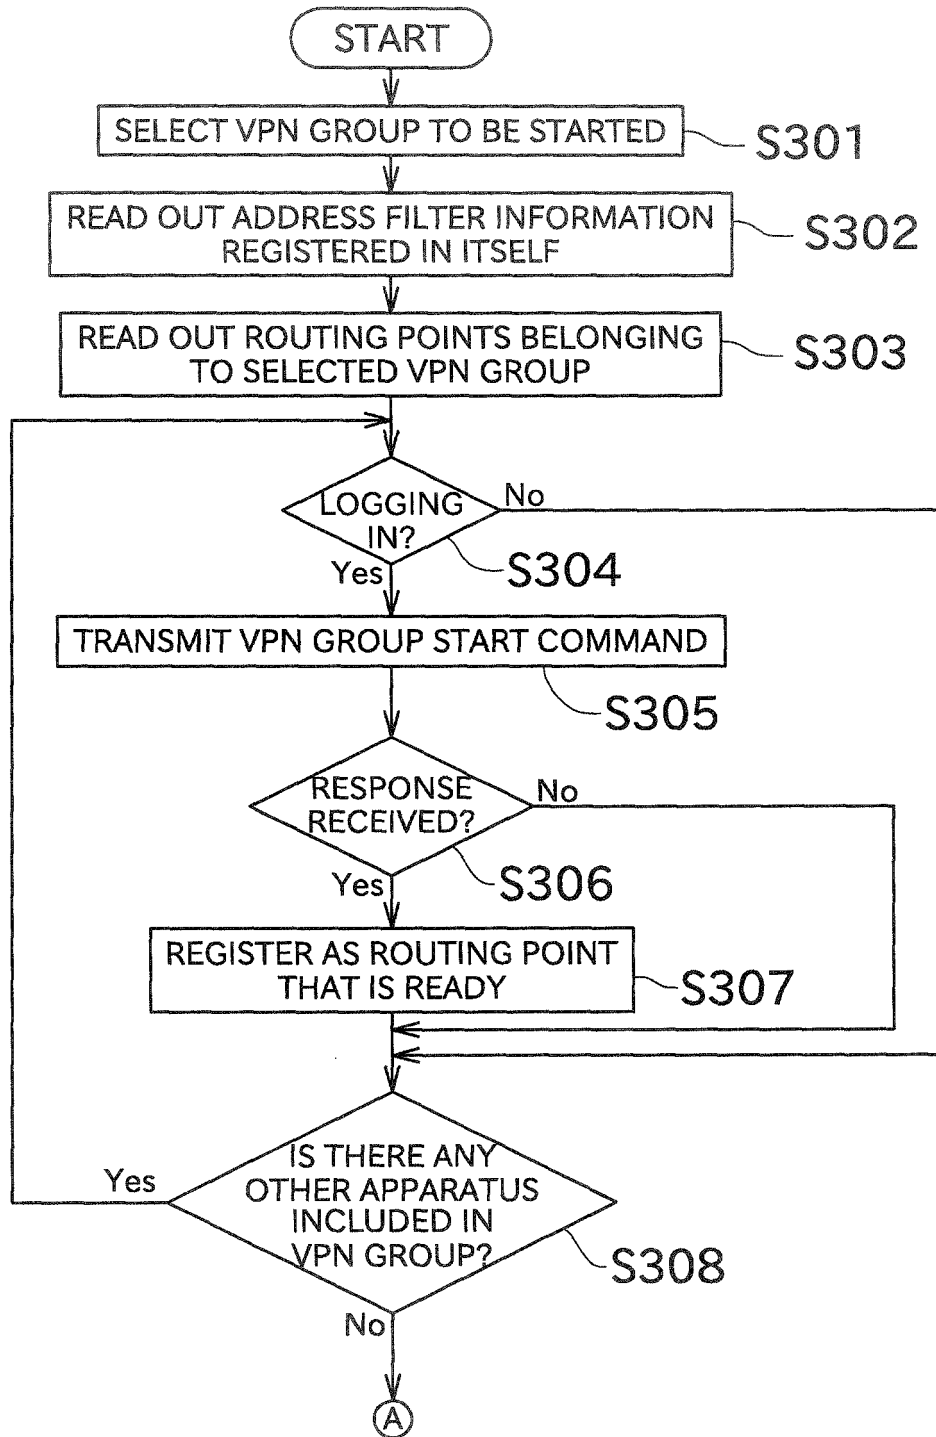 START
SELECT VPN GROUP TO BE STARTED
S301
READ OUT ADDRESS FILTER INFORMATION
REGISTERED IN ITSELF
S302
READ OUT ROUTING POINTS BELONGING
TO SELECTED VPN GROUP
S303
LOGGING
IN?
No
S304
Yes
TRANSMIT VPN GROUP START COMMAND
S305
RESPONSE
RECEIVED?
No
S306
Yes
REGISTER AS ROUTING POINT
THAT IS READY
S307
IS THERE ANY
OTHER APPARATUS
INCLUDED IN
VPN GROUP?
Yes
S308
No
A